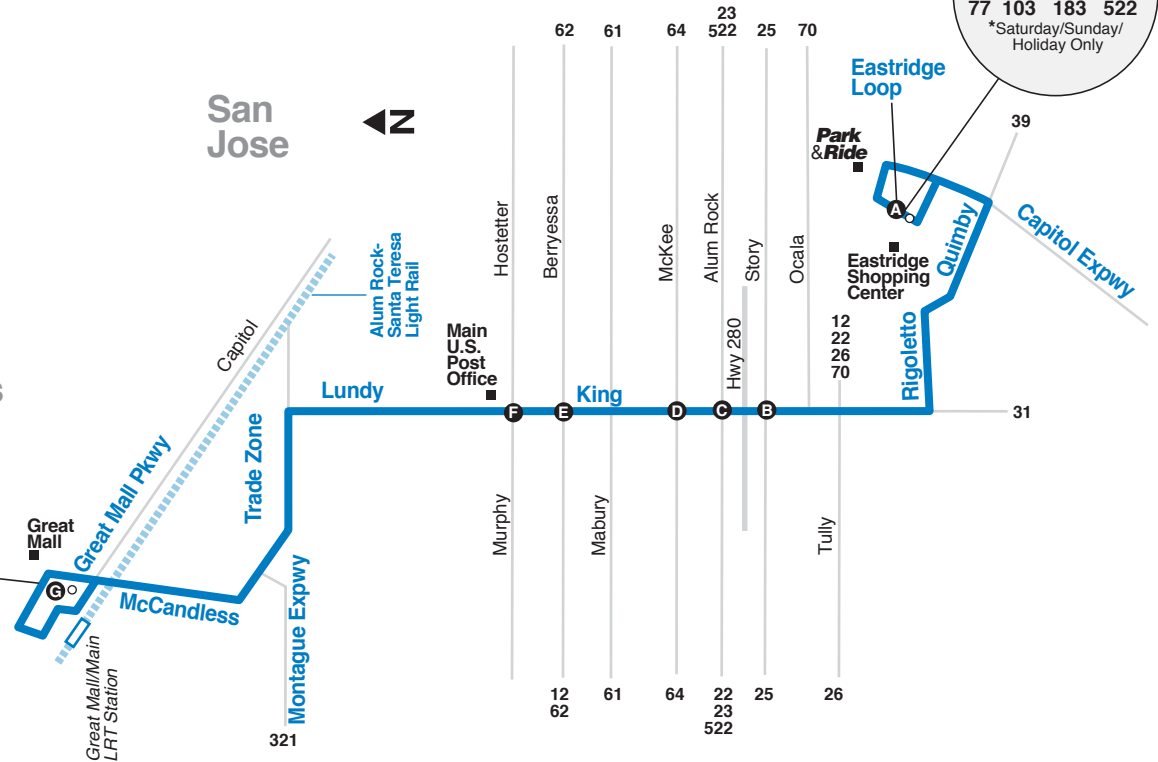 77 103 183 522
*Saturday/Sunday/
Holiday Only
23
62 61 64 522 25 70
Eastridge
Loop
San
Jose
N
39
Park
&Ride
A
Hostetter
Berryessa
McKee
Alum Rock
Story
Ocala
Quimby
Capitol Expwy
Eastridge
Shopping
Center
Alum Rock-
Santa Teresa
Light Rail
Capitol
Main
U.S.
Post
Office
Hwy 280
12
22
26
70
Rigoletto
Lundy
King
F E D C B
31
Trade Zone
Great Mall Pkwy
Great
Mall
G
McCandless
Montague Expwy
Murphy
Mabury
Tully
Great Mall/Main
LRT Station
321
12
62
61
64
22
23
522
25
26